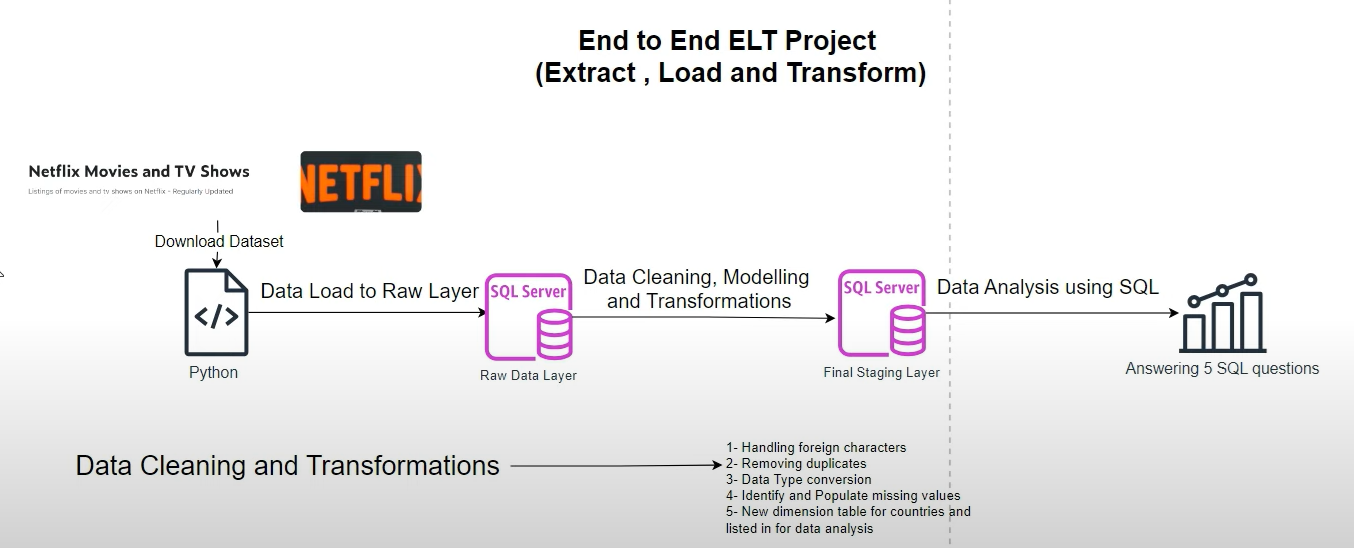 End to End ELT Project
(Extract , Load and Transform)
Netflix Movies and TV Shows
Listings of movies and tv shows on Netflix - Regularly Updated
NETFLIX
Download Dataset
Data Load to Raw Layer
SQL Server
Data Cleaning, Modelling
and Transformations
SQL Server
Data Analysis using SQL
</>
Python
Raw Data Layer
Final Staging Layer
Answering 5 SQL questions
Data Cleaning and Transformations
1- Handling foreign characters
2- Removing duplicates
3- Data Type conversion
4- Identify and Populate missing values
5- New dimension table for countries and
listed in for data analysis